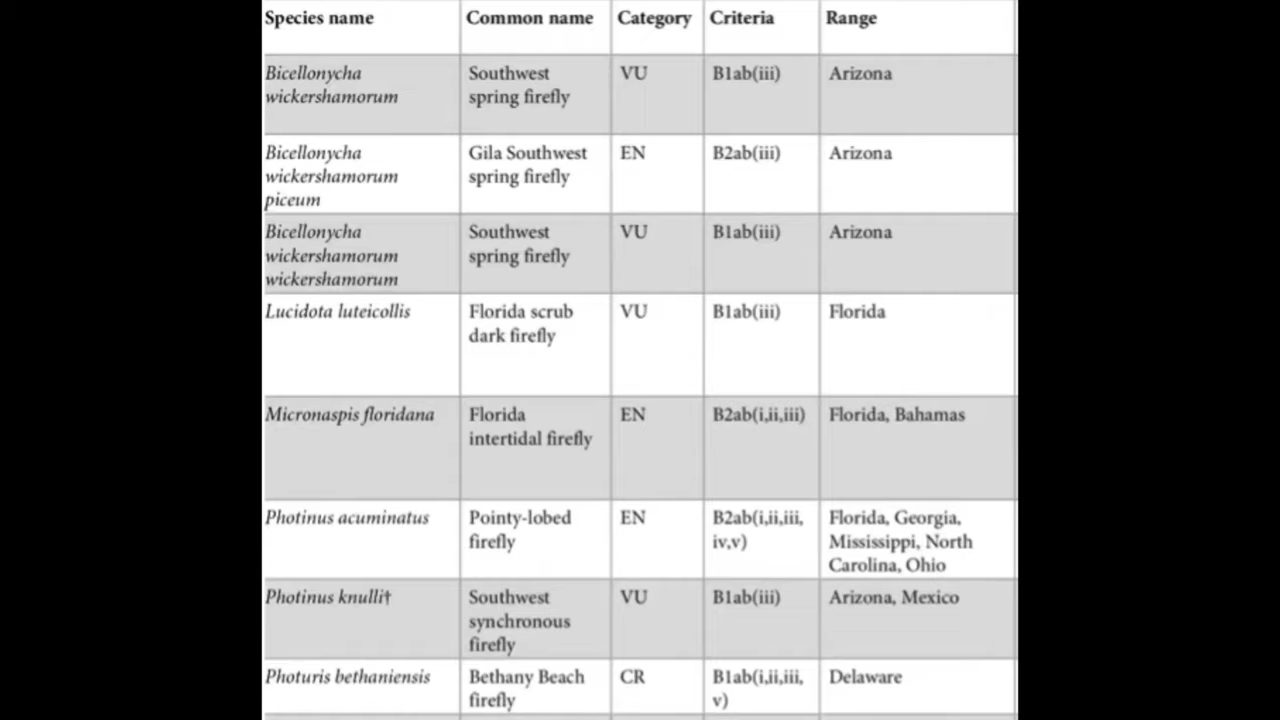 Species name Common name Category Criteria Range
Bicellonycha Southwest VU B1ab(iii) Arizona
wickershamorum spring firefly
Bicellonycha Gila Southwest EN B2ab(iii) Arizona
wickershamorum spring firefly
piceum
Bicellonycha Southwest VU B1ab(iii) Arizona
wickershamorum spring firefly
wickershamorum
Lucidota luteicollis Florida scrub VU B1ab(iii) Florida
dark firefly
Micronaspis floridana Florida EN B2ab(i,ii,iii) Florida, Bahamas
intertidal firefly
Photinus acuminatus Pointy-lobed EN B2ab(i,ii,iii, Florida, Georgia,
firefly iv,v) Mississippi, North
Carolina, Ohio
Photinus knulli† Southwest VU B1ab(iii) Arizona, Mexico
synchronous
firefly
Photuris bethaniensis Bethany Beach CR B1ab(i,ii,iii, Delaware
firefly v)